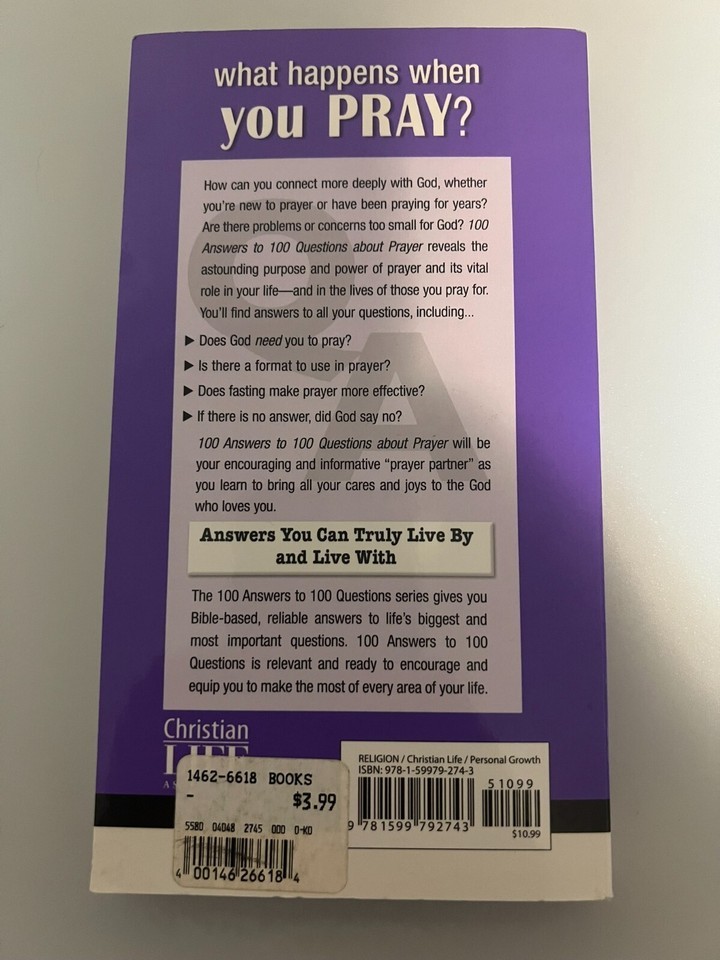 what happens when
you PRAY?
How can you connect more deeply with God, whether
you're new to prayer or have been praying for years?
Are there problems or concerns too small for God? 100
Answers to 100 Questions about Prayer reveals the
astounding purpose and power of prayer and its vital
role in your life—and in the lives of those you pray for.
You'll find answers to all your questions, including...
▶ Does God need you to pray?
▶ Is there a format to use in prayer?
▶ Does fasting make prayer more effective?
▶ If there is no answer, did God say no?
100 Answers to 100 Questions about Prayer will be
your encouraging and informative “prayer partner” as
you learn to bring all your cares and joys to the God
who loves you.
Answers You Can Truly Live By
and Live With
The 100 Answers to 100 Questions series gives you
Bible-based, reliable answers to life's biggest and
most important questions. 100 Answers to 100
Questions is relevant and ready to encourage and
equip you to make the most of every area of your life.
Q
A
Christian
LIFE
1462-6618 BOOKS
- $3.99
5580 04048 2745 000 0-KO
4 00146 26618 4
RELIGION / Christian Life / Personal Growth
ISBN: 978-1-59979-274-3
51099
9 781599 792743
$10.99